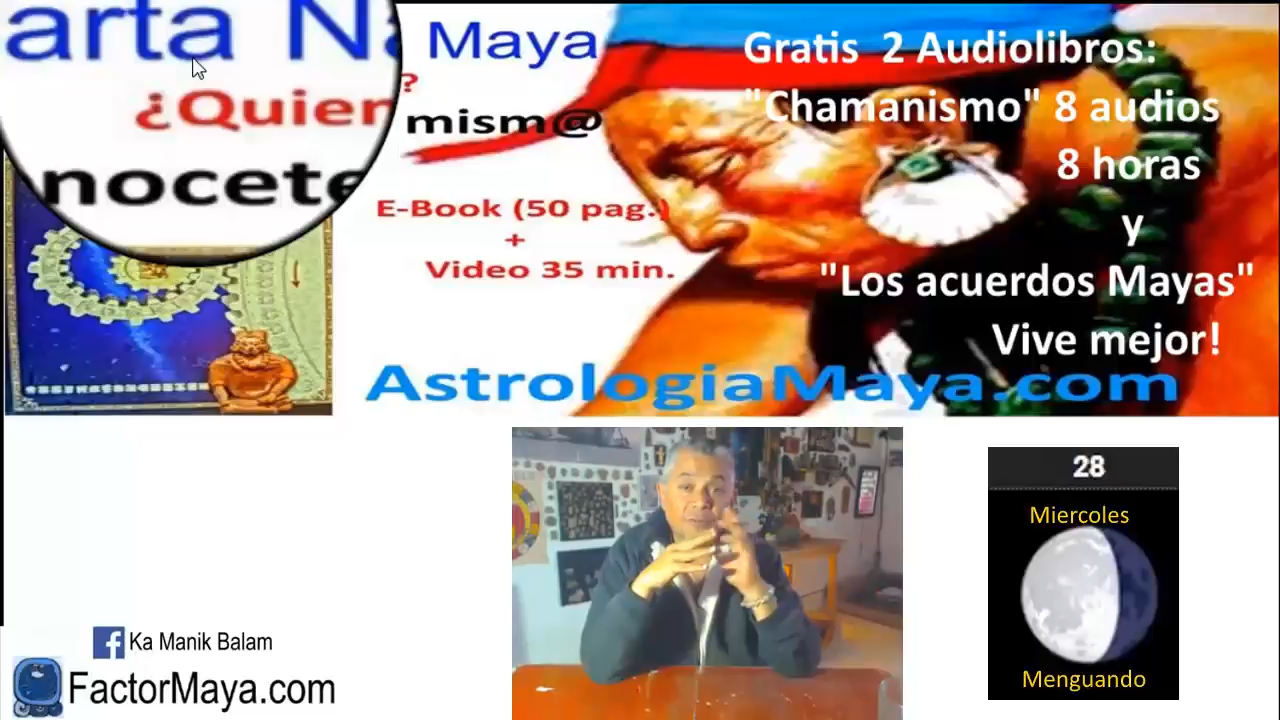 arta Na Maya
¿Quien ?
nocete mism@
E-Book (50 pag.)
+
Video 35 min.
Gratis 2 Audiolibros:
"Chamanismo" 8 audios
8 horas
y
"Los acuerdos Mayas"
Vive mejor!
AstrologiaMaya.com
28
Miercoles
Menguando
Ka Manik Balam
FactorMaya.com